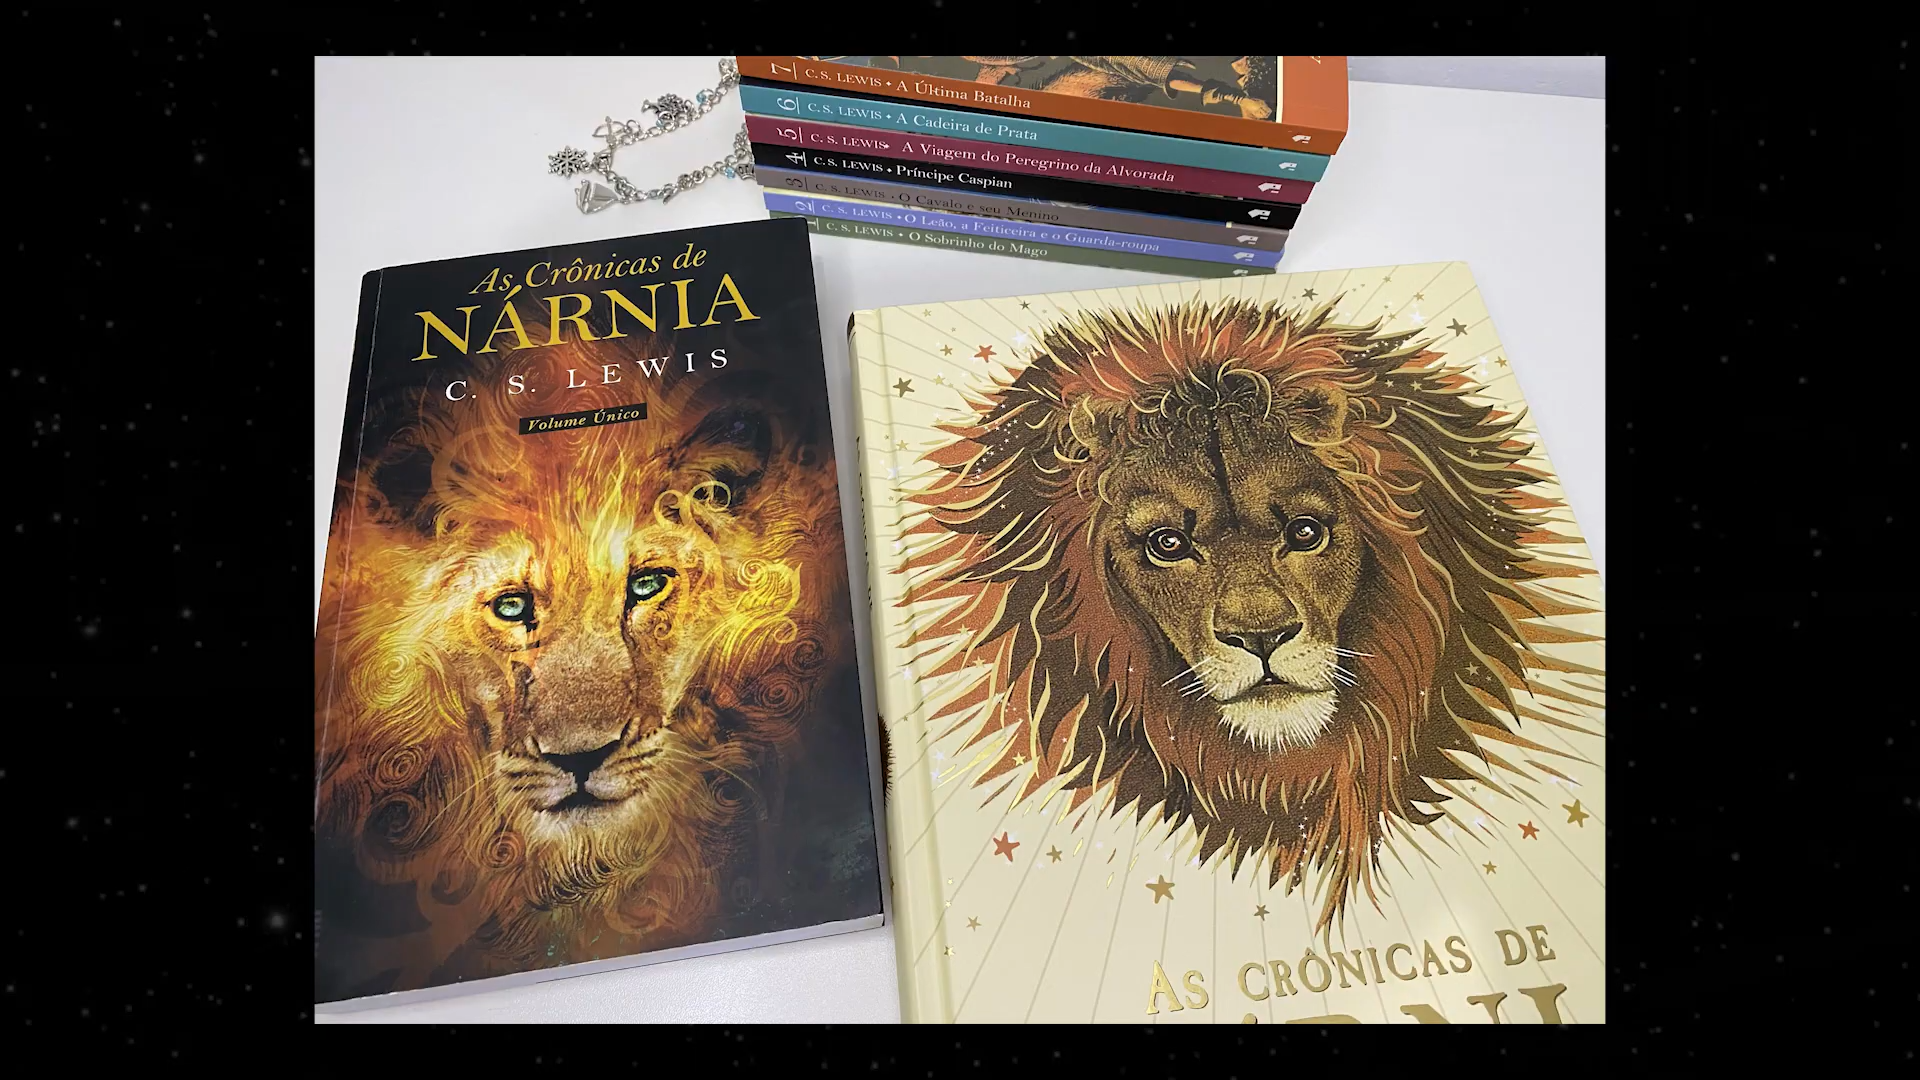 7 C. S. LEWIS • A Última Batalha
6 C. S. LEWIS • A Cadeira de Prata
5 C. S. LEWIS • A Viagem do Peregrino da Alvorada
4 C. S. LEWIS • Príncipe Caspian
3 C. S. LEWIS • O Cavalo e seu Menino
2 C. S. LEWIS • O Leão, a Feiticeira e o Guarda-roupa
1 C. S. LEWIS • O Sobrinho do Mago
As Crônicas de
NÁRNIA
C. S. LEWIS
Volume Único
As CRÔNICAS DE